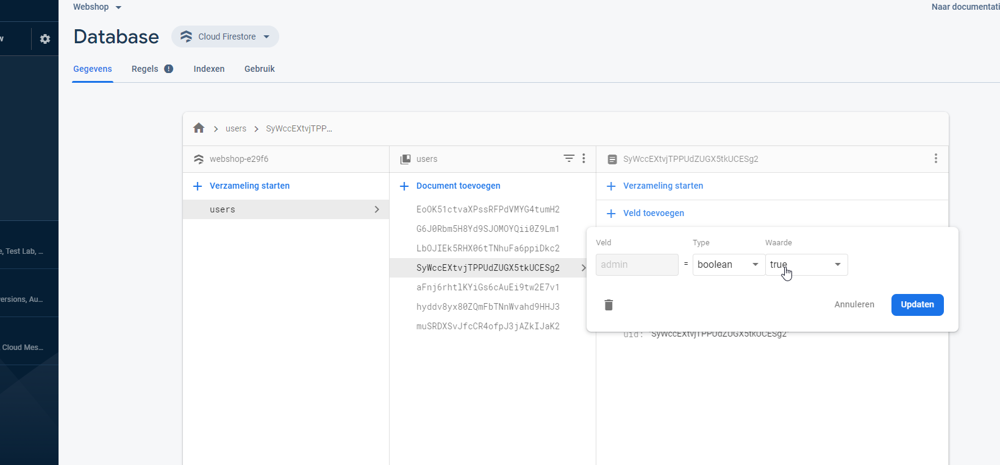 Webshop
Naar documentati
w
Database
Cloud Firestore
Gegevens
Regels
Indexen
Gebruik
users
SyWccEXtvjTPP...
webshop-e29f6
users
SyWccEXtvjTPPUdZUGX5tkUCESg2
Verzameling starten
Document toevoegen
Verzameling starten
users
EoOK51ctvaXPssRFPdVMYG4tumH2
Veld toevoegen
G6J0Rbm5H8Yd9SJOMOYQii0Z9Lm1
LbOJIEk5RHX06tTNhuFa6ppiDkc2
SyWccEXtvjTPPUdZUGX5tkUCESg2
aFnj6rhtlKYiGs6cAuEi9tw2E7v1
hyddv8yx80ZQmFbTNnWvahd9HHJ3
muSRDXSvJfcCR4ofpJ3jAZkIJaK2
Veld
Type
Waarde
admin
=
boolean
true
Annuleren
Updaten
uid: "SyWccEXtvjTPPUdZUGX5tkUCESg2"
e, Test Lab, ...
ersions, Au...
Cloud Mes...